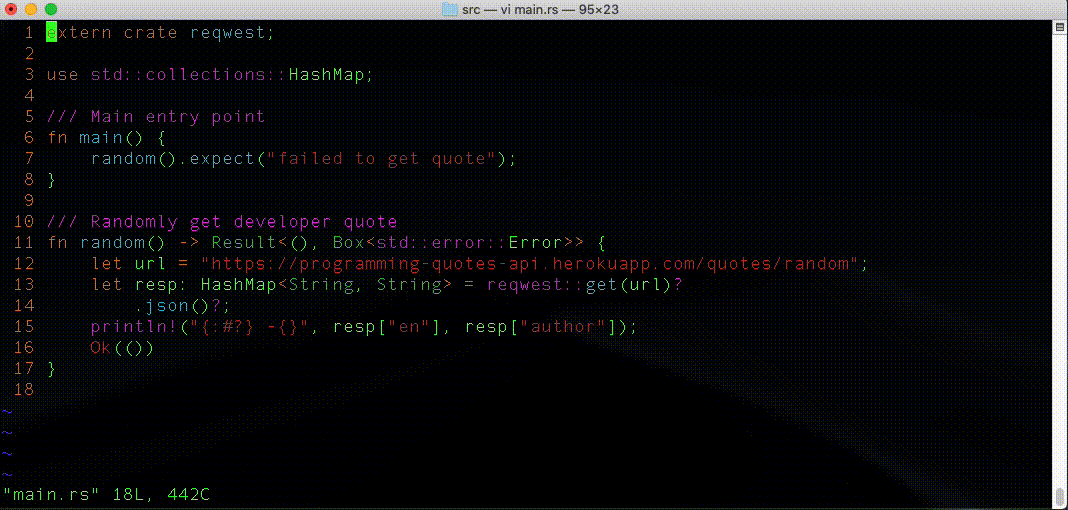 src — vi main.rs — 95×23
1 extern crate reqwest;
2
3 use std::collections::HashMap;
4
5 /// Main entry point
6 fn main() {
7     random().expect("failed to get quote");
8 }
9
10 /// Randomly get developer quote
11 fn random() -> Result<(), Box<std::error::Error>> {
12     let url = "https://programming-quotes-api.herokuapp.com/quotes/random";
13     let resp: HashMap<String, String> = reqwest::get(url)?
14         .json()?;
15     println!("{:#?} -{}", resp["en"], resp["author"]);
16     Ok(())
17 }
18
~
~
~
~
"main.rs" 18L, 442C